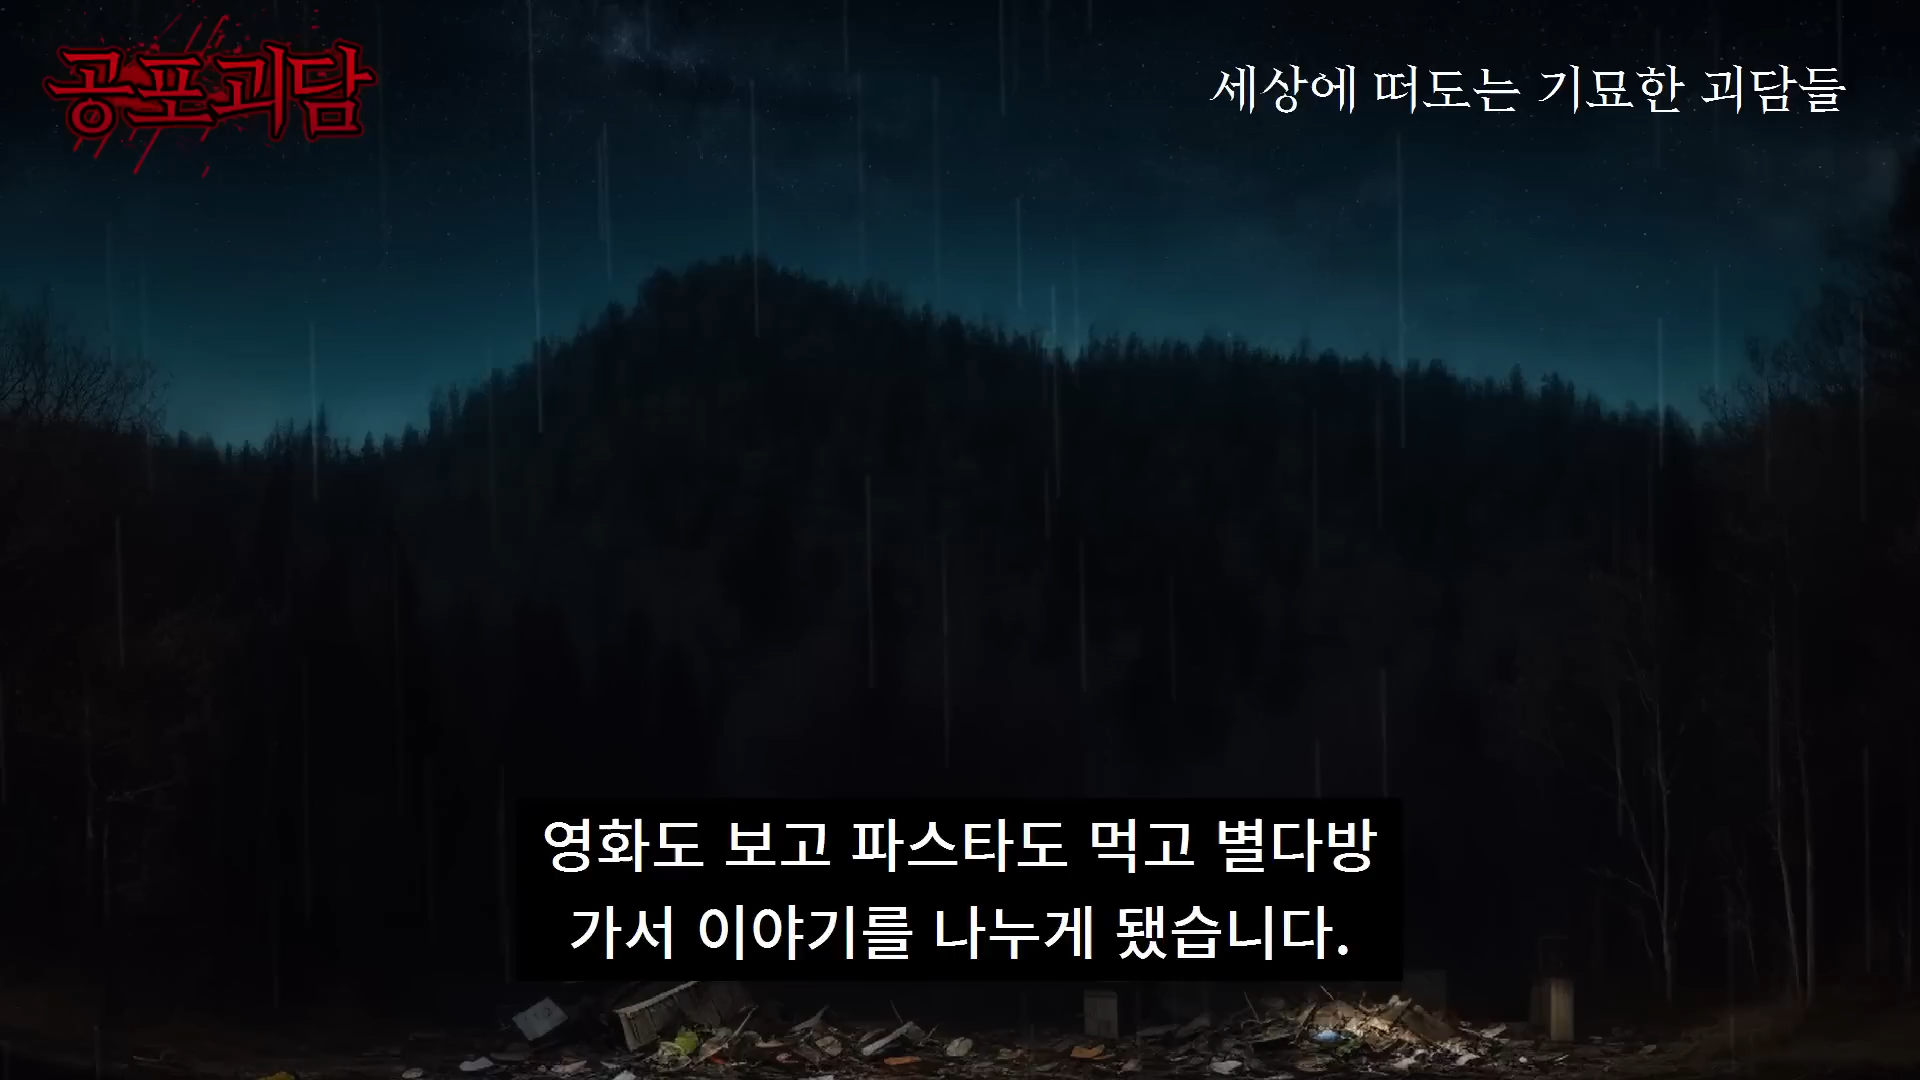 공포괴담
세상에 떠도는 기묘한 괴담들
영화도 보고 파스타도 먹고 별다방
가서 이야기를 나누게 됐습니다.